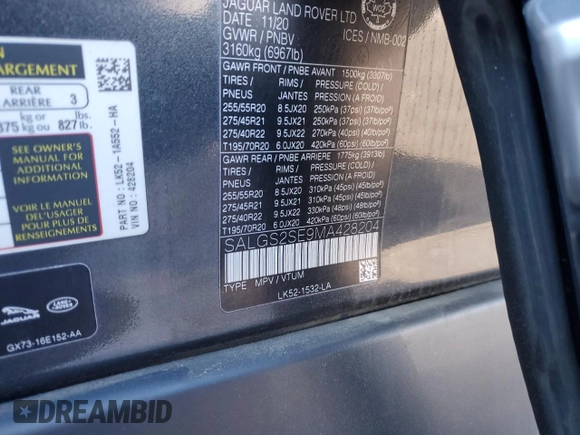 JAGUAR LAND ROVER LTD
DATE: 11/20
GVWR / PNBV ICES / NMB-002
3160kg (6967lb)
GAWR FRONT / PNBE AVANT 1500kg (3307lb)
TIRES / RIMS / PRESSURE (COLD) /
PNEUS JANTES PRESSION (A FROID)
255/55R20 8.5JX20 250kPa (37psi) (37lb/po²)
275/45R21 9.5JX21 250kPa (37psi) (37lb/po²)
275/40R22 9.5JX22 270kPa (40psi) (40lb/po²)
T195/70R20 6.0JX20 420kPa (60psi) (60lb/po²)
GAWR REAR / PNBE ARRIERE 1775kg (3913lb)
TIRES / RIMS / PRESSURE (COLD) /
PNEUS JANTES PRESSION (A FROID)
255/55R20 8.5JX20 310kPa (45psi) (45lb/po²)
275/45R21 9.5JX21 310kPa (45psi) (45lb/po²)
275/40R22 9.5JX22 330kPa (48psi) (48lb/po²)
T195/70R20 6.0JX20 420kPa (60psi) (60lb/po²)
SALGS2SE9MA428204
TYPE: MPV / VTUM
LK52-1532-LA
ARGEMENT
REAR
ARRIÈRE 3
375 kg ou 827 lbs. lb.
SEE OWNER'S
MANUAL FOR
ADDITIONAL
INFORMATION
VOIR LE GUIDE
DU L'UTILISATEUR
POUR PLUS DE
RENSEIGNEMENTS
PART NO: LK52-1A552-HA
VIN NO: 428204
JAGUAR
LAND ROVER
GX73-16E152-AA
DREAMBID